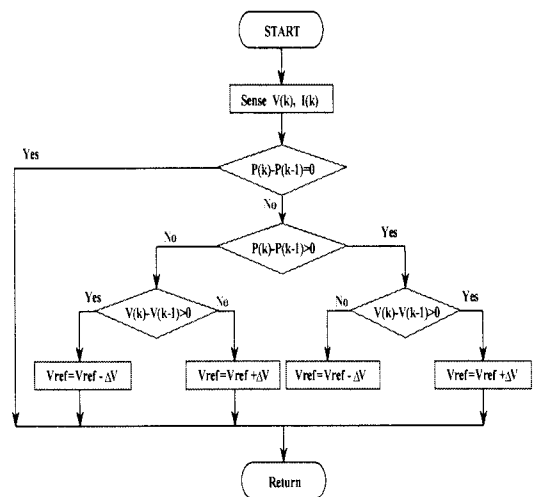 START
Sense V(k), I(k)
Yes
P(k)-P(k-1)=0
No
No
P(k)-P(k-1)>0
Yes
Yes
V(k)-V(k-1)>0
No
No
V(k)-V(k-1)>0
Yes
Vref=Vref - ΔV
Vref=Vref +ΔV
Vref=Vref - ΔV
Vref=Vref +ΔV
Return